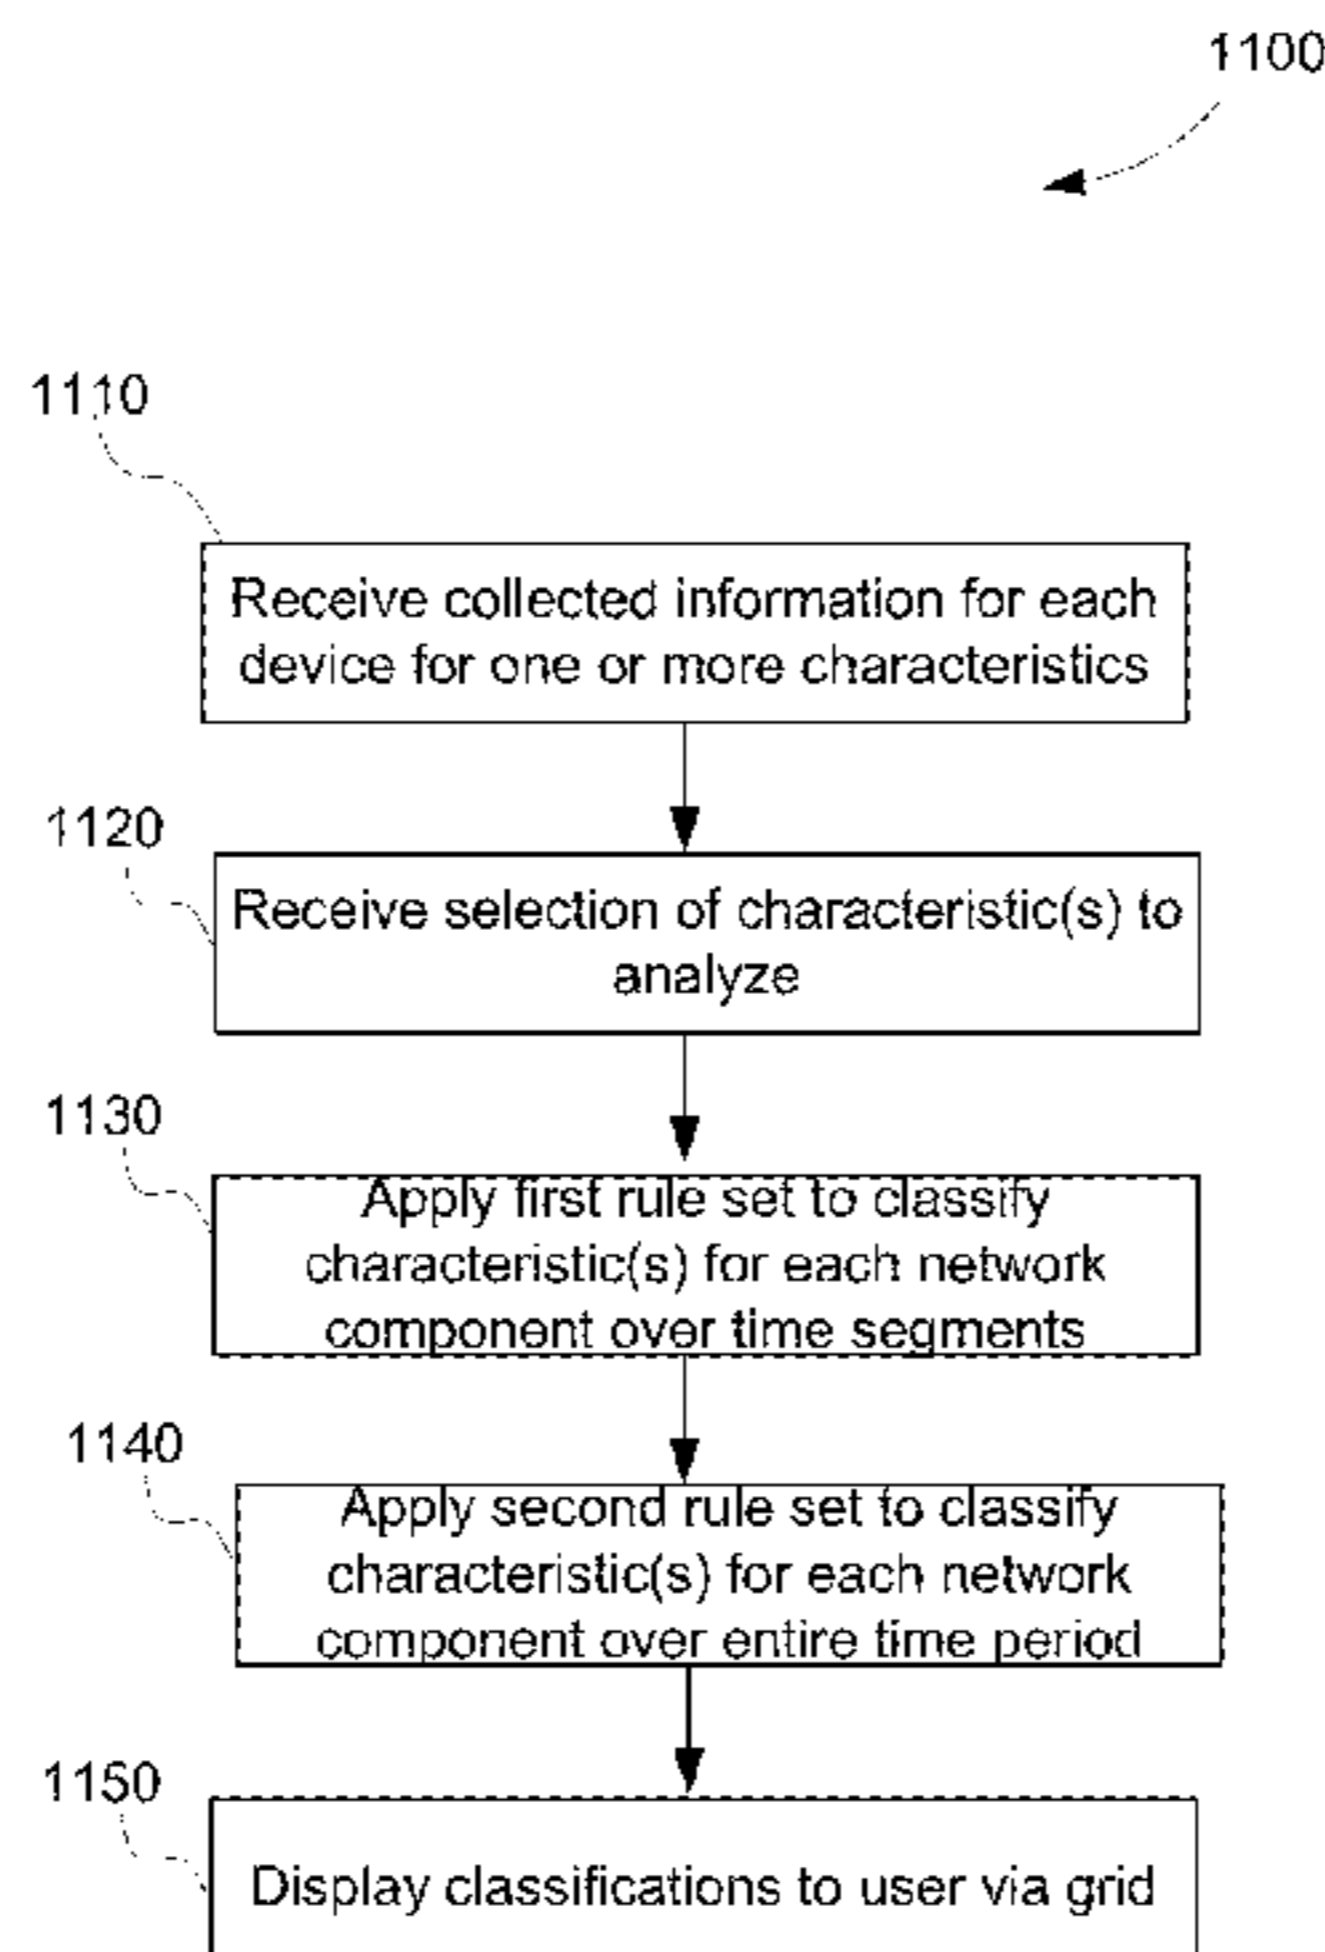 1100
1110
Receive collected information for each
device for one or more characteristics
1120
Receive selection of characteristic(s) to
analyze
1130
Apply first rule set to classify
characteristic(s) for each network
component over time segments
1140
Apply second rule set to classify
characteristic(s) for each network
component over entire time period
1150
Display classifications to user via grid